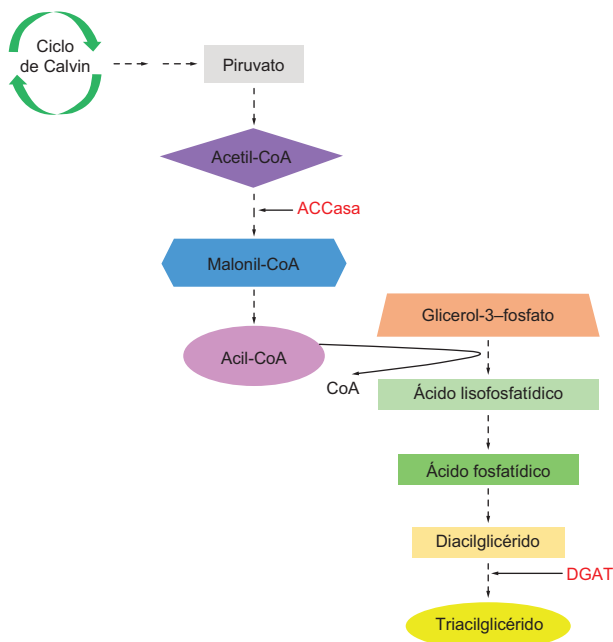 Ciclo
de Calvin
Piruvato
Acetil-CoA
ACCasa
Malonil-CoA
Glicerol-3–fosfato
Acil-CoA
CoA
Ácido lisofosfatídico
Ácido fosfatídico
Diacilglicérido
DGAT
Triacilglicérido